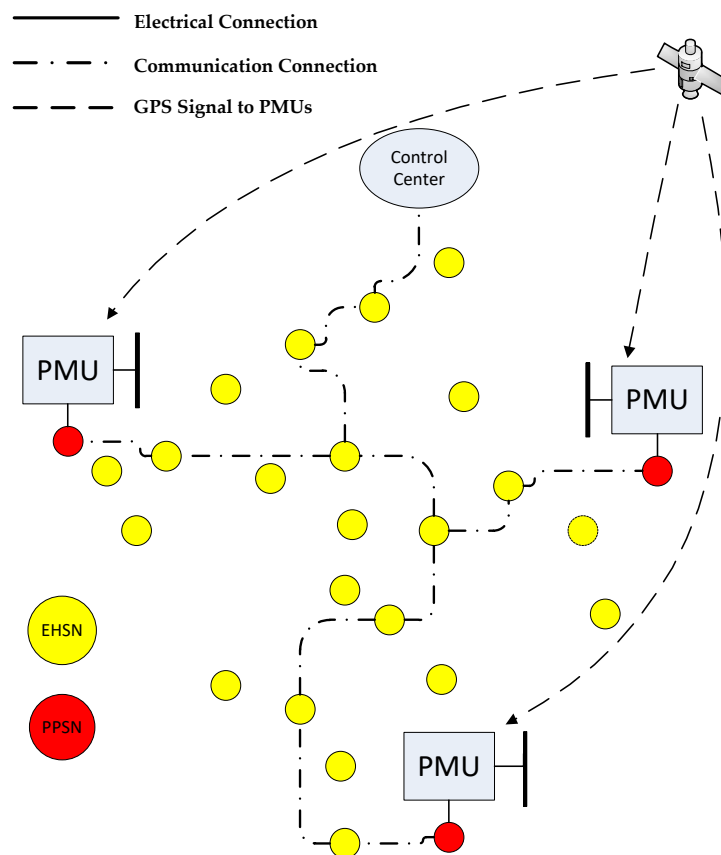 Electrical Connection
Communication Connection
GPS Signal to PMUs
Control
Center
PMU
PMU
EHSN
PPSN
PMU